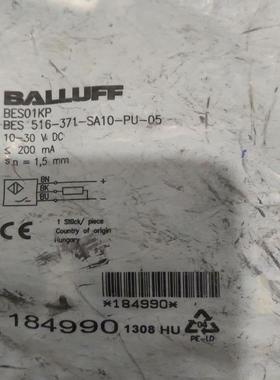 BALLUFF
BES01KP
BES 516-371-SA10-PU-05
10-30 V DC
≤ 200 mA
sn = 1,5 mm
BN +
BK
BU -
1 Stück/ piece
Country of origin
Hungary
CE
*184990*
184990 1308 HU
04
PE-LD